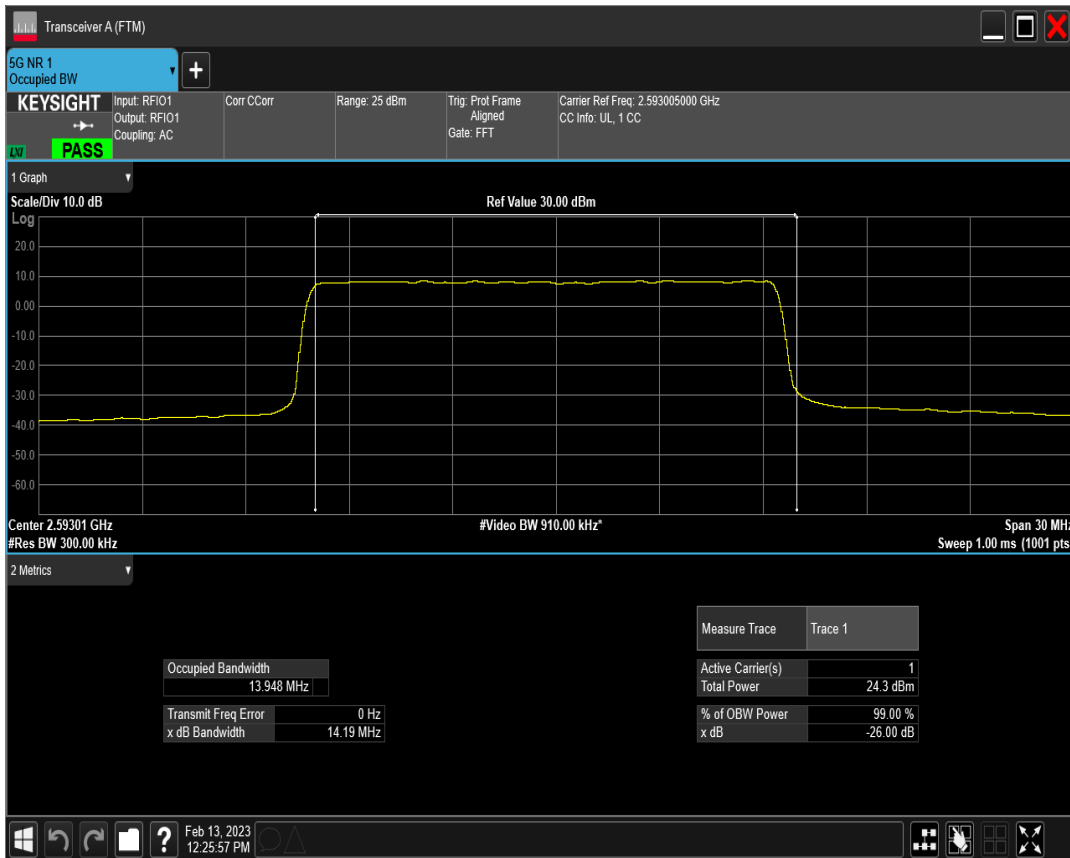 Transceiver A (FTM)
5G NR 1
Occupied BW
+
KEYSIGHT
LXI
PASS
Input: RFIO1
Output: RFIO1
Coupling: AC
Corr CCorr
Range: 25 dBm
Trig: Prot Frame
Aligned
Gate: FFT
Carrier Ref Freq: 2.593005000 GHz
CC Info: UL, 1 CC
1 Graph
Scale/Div 10.0 dB
Ref Value 30.00 dBm
Log
20.0
10.0
0.00
-10.0
-20.0
-30.0
-40.0
-50.0
-60.0
Center 2.59301 GHz
#Video BW 910.00 kHz*
Span 30 MHz
#Res BW 300.00 kHz
Sweep 1.00 ms (1001 pts
2 Metrics
Measure Trace Trace 1
Occupied Bandwidth
13.948 MHz
Active Carrier(s) 1
Total Power 24.3 dBm
Transmit Freq Error 0 Hz
x dB Bandwidth 14.19 MHz
% of OBW Power 99.00 %
x dB -26.00 dB
?
Feb 13, 2023
12:25:57 PM